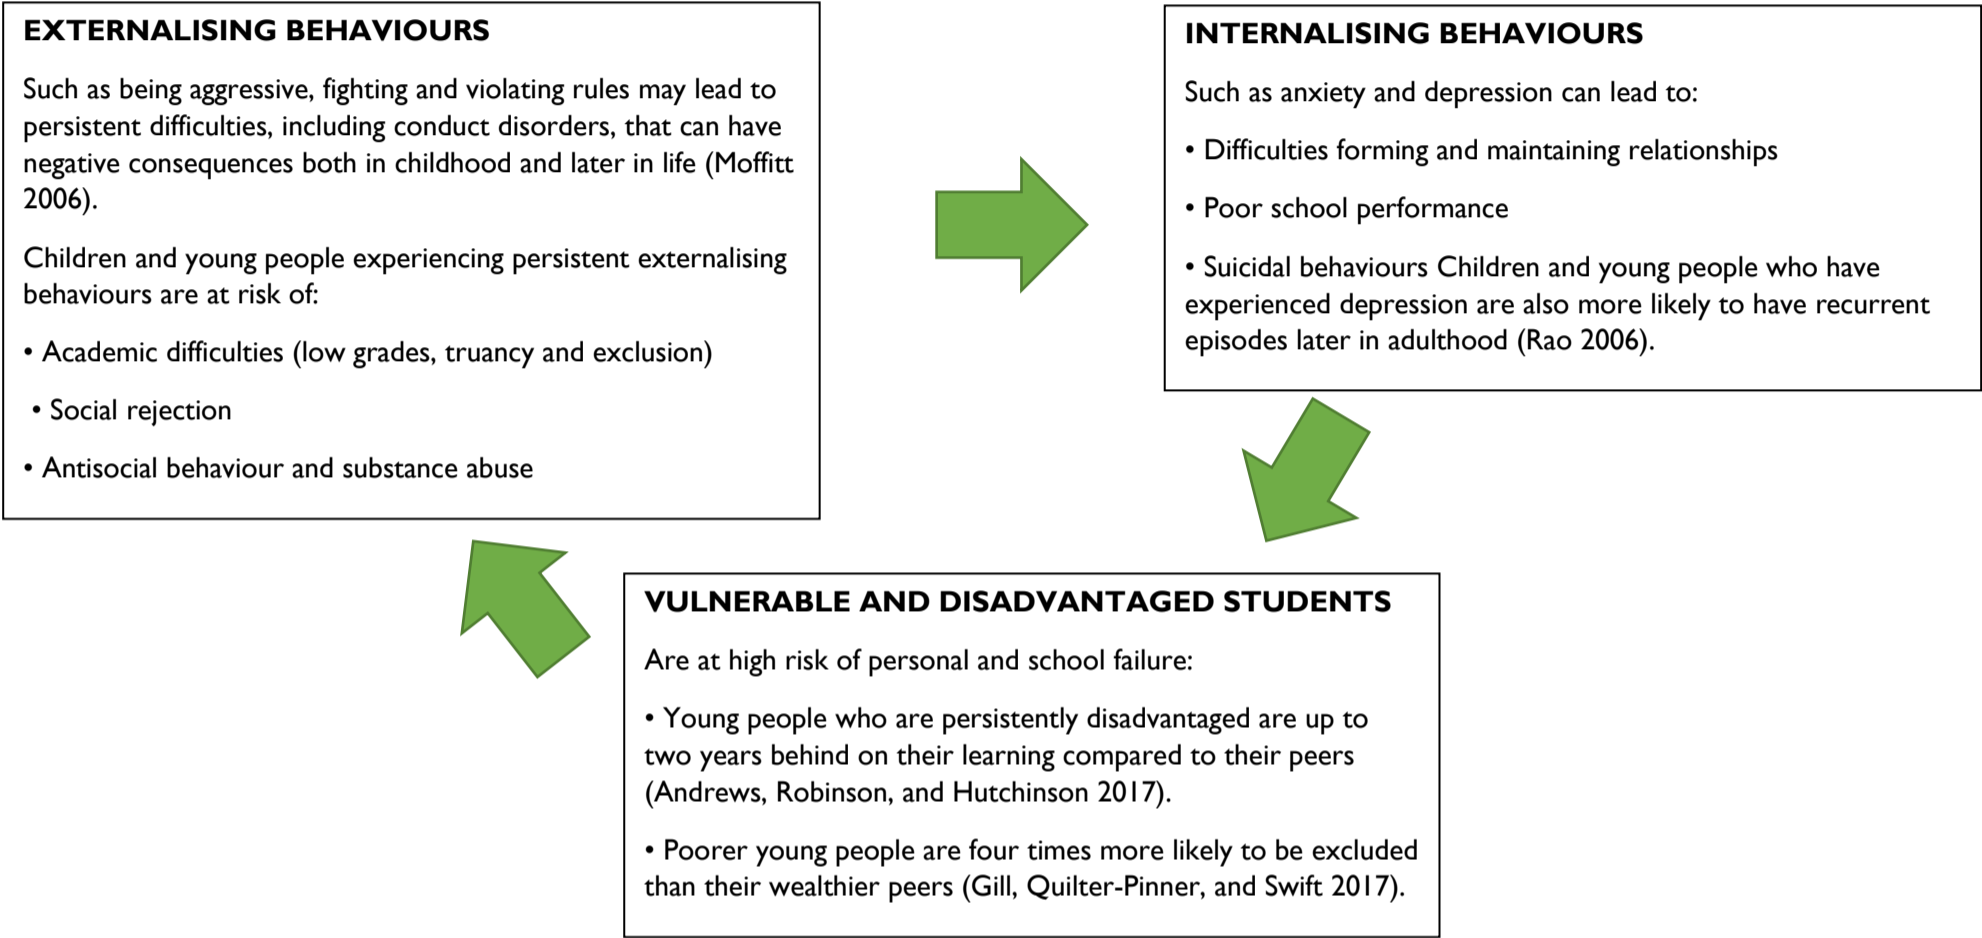 EXTERNALISING BEHAVIOURS
Such as being aggressive, fighting and violating rules may lead to
persistent difficulties, including conduct disorders, that can have
negative consequences both in childhood and later in life (Moffitt
2006).
Children and young people experiencing persistent externalising
behaviours are at risk of:
• Academic difficulties (low grades, truancy and exclusion)
• Social rejection
• Antisocial behaviour and substance abuse
INTERNALISING BEHAVIOURS
Such as anxiety and depression can lead to:
• Difficulties forming and maintaining relationships
• Poor school performance
• Suicidal behaviours Children and young people who have
experienced depression are also more likely to have recurrent
episodes later in adulthood (Rao 2006).
VULNERABLE AND DISADVANTAGED STUDENTS
Are at high risk of personal and school failure:
• Young people who are persistently disadvantaged are up to
two years behind on their learning compared to their peers
(Andrews, Robinson, and Hutchinson 2017).
• Poorer young people are four times more likely to be excluded
than their wealthier peers (Gill, Quilter-Pinner, and Swift 2017).